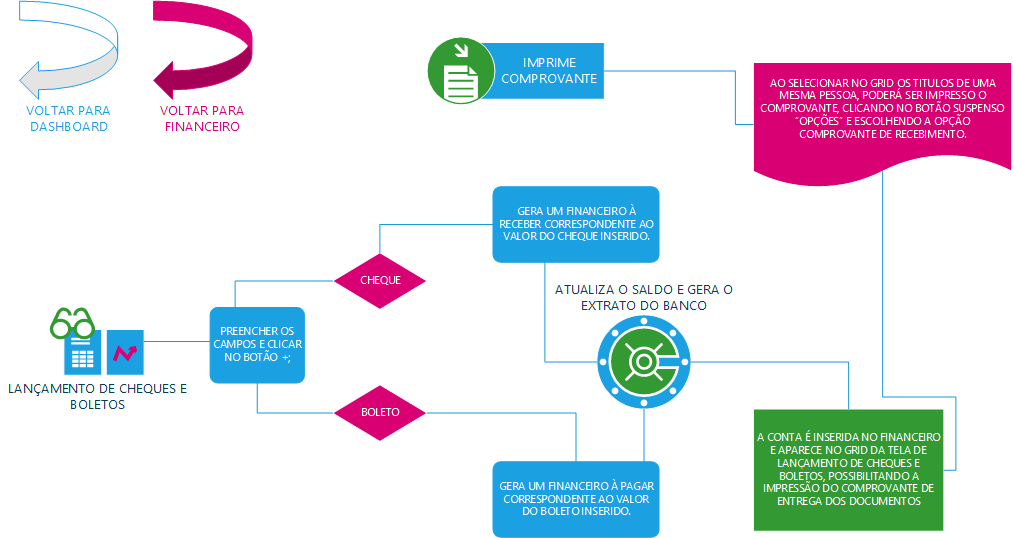 VOLTAR PARA
DASHBOARD
VOLTAR PARA
FINANCEIRO
IMPRIME
COMPROVANTE
AO SELECIONAR NO GRID OS TITULOS DE UMA
MESMA PESSOA, PODERÁ SER IMPRESSO O
COMPROVANTE, CLICANDO NO BOTÃO SUSPENSO
“OPÇÕES” E ESCOLHENDO A OPÇÃO
COMPROVANTE DE RECEBIMENTO.
GERA UM FINANCEIRO À
RECEBER CORRESPONDENTE AO
VALOR DO CHEQUE INSERIDO.
CHEQUE
ATUALIZA O SALDO E GERA O
EXTRATO DO BANCO
PREENCHER OS
CAMPOS E CLICAR
NO BOTÃO +;
LANÇAMENTO DE CHEQUES E
BOLETOS
BOLETO
GERA UM FINANCEIRO À PAGAR
CORRESPONDENTE AO VALOR
DO BOLETO INSERIDO.
A CONTA É INSERIDA NO FINANCEIRO
E APARECE NO GRID DA TELA DE
LANÇAMENTO DE CHEQUES E
BOLETOS, POSSIBILITANDO A
IMPRESSÃO DO COMPROVANTE DE
ENTREGA DOS DOCUMENTOS